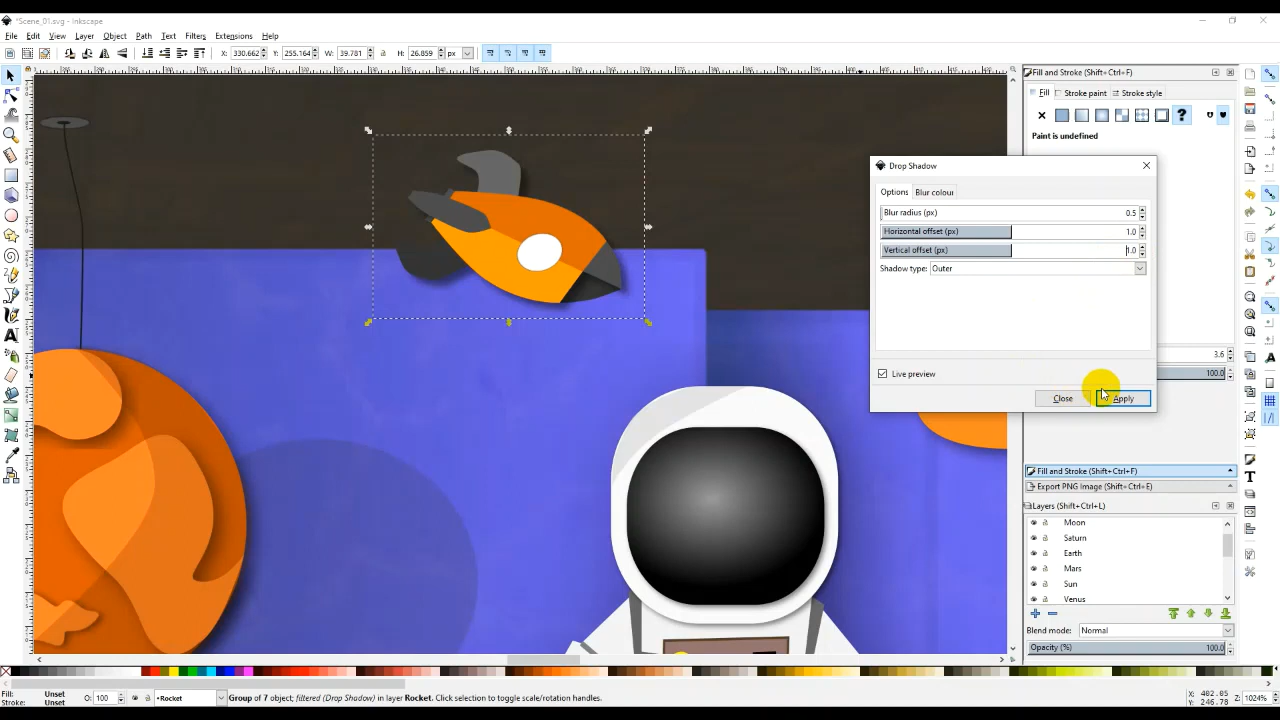 *Scene_01.svg - Inkscape
File Edit View Layer Object Path Text Filters Extensions Help
X: 330.662 Y: 255.164 W: 39.781 H: 26.859 px
Fill and Stroke (Shift+Ctrl+F)
Fill Stroke paint Stroke style
Paint is undefined
Drop Shadow
Options Blur colour
Blur radius (px) 0.5
Horizontal offset (px) 1.0
Vertical offset (px) 1.0
Shadow type: Outer
3.6
100.0
Live preview
Close Apply
Fill and Stroke (Shift+Ctrl+F)
Export PNG Image (Shift+Ctrl+E)
Layers (Shift+Ctrl+L)
Moon
Saturn
Earth
Mars
Sun
Venus
Blend mode: Normal
Opacity (%) 100.0
Fill: Unset
Stroke: Unset
O: 100
•Rocket
Group of 7 object; filtered (Drop Shadow) in layer Rocket. Click selection to toggle scale/rotation handles.
X: 402.05
Y: 246.78
Z: 1024%